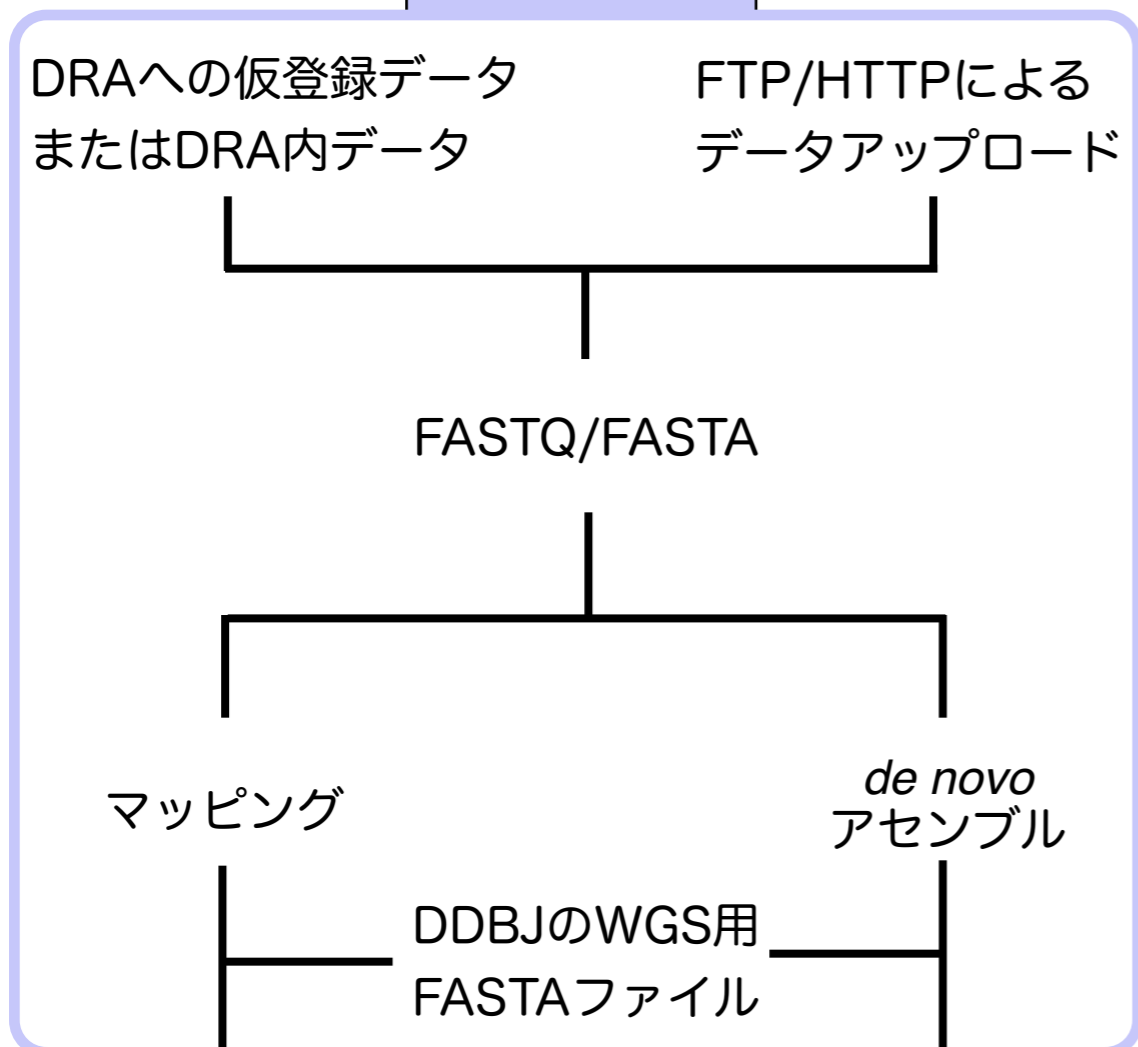 DRAへの仮登録データ
またはDRA内データ
FTP/HTTPによる
データアップロード
FASTQ/FASTA
マッピング
de novo
アセンブル
DDBJのWGS用
FASTAファイル